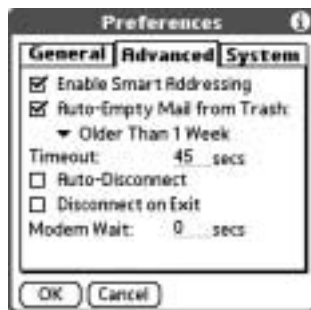 Preferences
General Advanced System
Enable Smart Addressing
Auto-Empty Mail from Trash:
Older Than 1 Week
Timeout: 45 secs
Auto-Disconnect
Disconnect on Exit
Modem Wait: 0 secs
OK Cancel